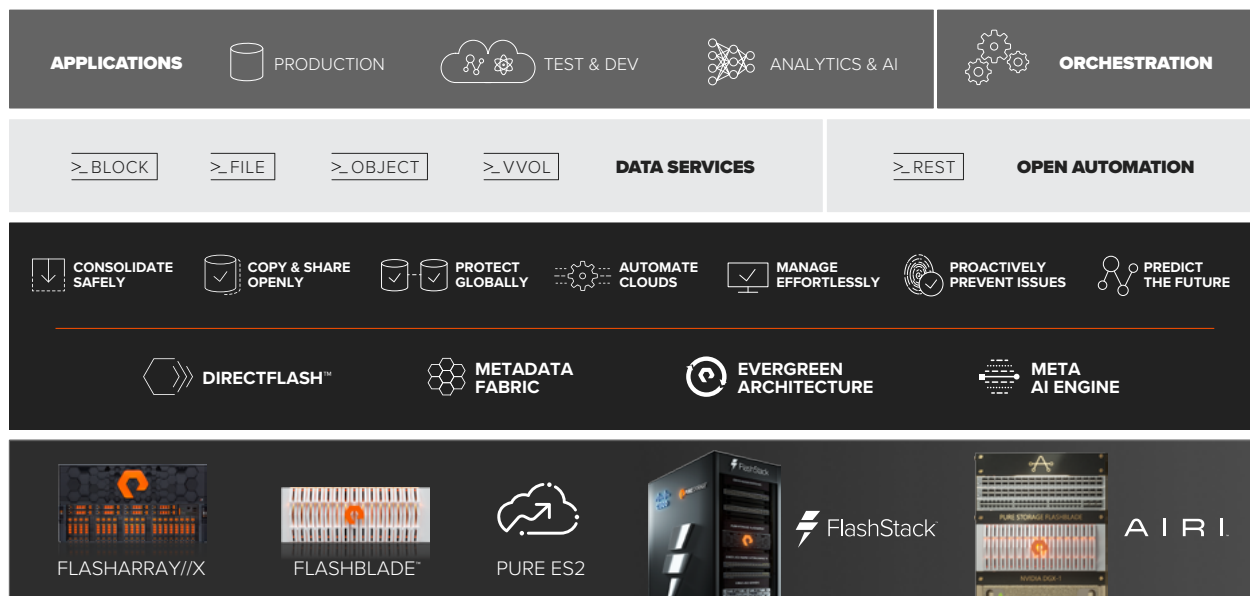 APPLICATIONS
PRODUCTION
TEST & DEV
ANALYTICS & AI
ORCHESTRATION
>_BLOCK
>_FILE
>_OBJECT
>_VVOL
DATA SERVICES
>_REST
OPEN AUTOMATION
CONSOLIDATE
SAFELY
COPY & SHARE
OPENLY
PROTECT
GLOBALLY
AUTOMATE
CLOUDS
MANAGE
EFFORTLESSLY
PROACTIVELY
PREVENT ISSUES
PREDICT
THE FUTURE
DIRECTFLASH™
METADATA
FABRIC
EVERGREEN
ARCHITECTURE
META
AI ENGINE
FLASHARRAY//X
FLASHBLADE™
PURE ES2
FlashStack
FlashStack
PURE STORAGE FLASHBLADE
NVIDIA DGX-1
AIRI